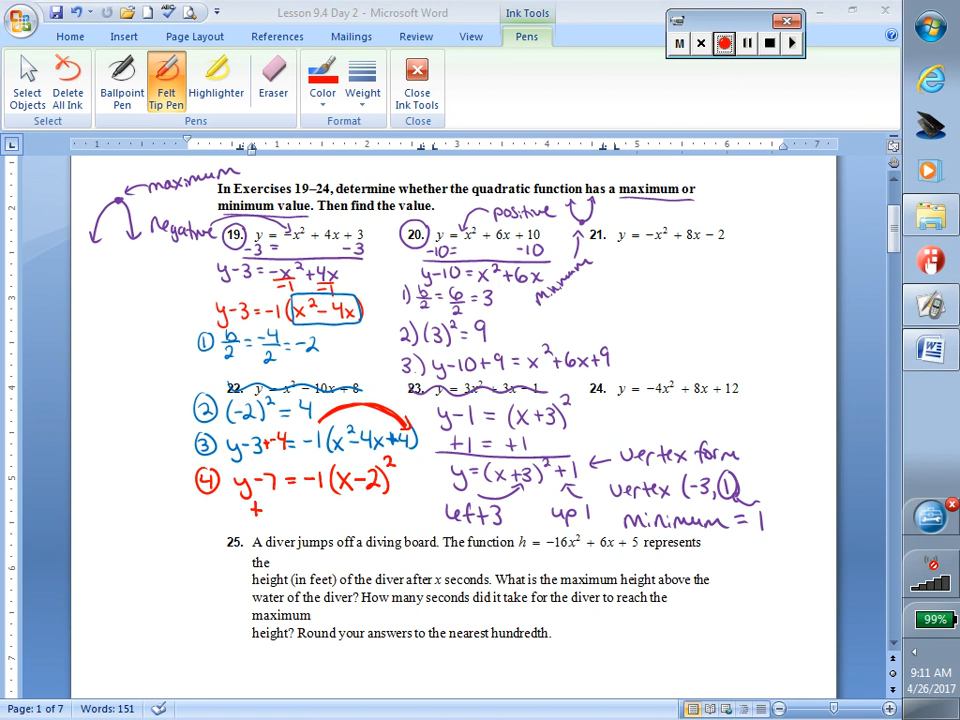 Lesson 9.4 Day 2 - Microsoft Word
Ink Tools
Home Insert Page Layout References Mailings Review View Pens
M
Select Objects
Delete All Ink
Ballpoint Pen
Felt Tip Pen
Highlighter
Eraser
Color
Weight
Close Ink Tools
Select Pens Format Close
maximum
In Exercises 19–24, determine whether the quadratic function has a maximum or
minimum value. Then find the value.
negative
positive
19. y = −x² + 4x + 3
-3 = -3
y-3 = -x² + 4x
-1 -1
y-3 = -1(x² - 4x)
① b/2 = -4/2 = -2
② (-2)² = 4
③ y-3+-4 = -1(x²-4x+4)
④ y-7 = -1(x-2)²
+
20. y = x² + 6x + 10
-10 = -10
y-10 = x² + 6x
minimum
1) b/2 = 6/2 = 3
2) (3)² = 9
3.) y-10+9 = x² + 6x + 9
y-1 = (x+3)²
+1 = +1
y = (x+3)² + 1 ← vertex form
left 3 up 1
vertex (-3, 1)
minimum = 1
21. y = −x² + 8x − 2
22. y = x² − 10x + 8
23. y = 3x² + 3x − 1
24. y = −4x² + 8x + 12
25. A diver jumps off a diving board. The function h = −16x² + 6x + 5 represents
the
height (in feet) of the diver after x seconds. What is the maximum height above the
water of the diver? How many seconds did it take for the diver to reach the
maximum
height? Round your answers to the nearest hundredth.
Page: 1 of 7 Words: 151
99%
9:11 AM
4/26/2017